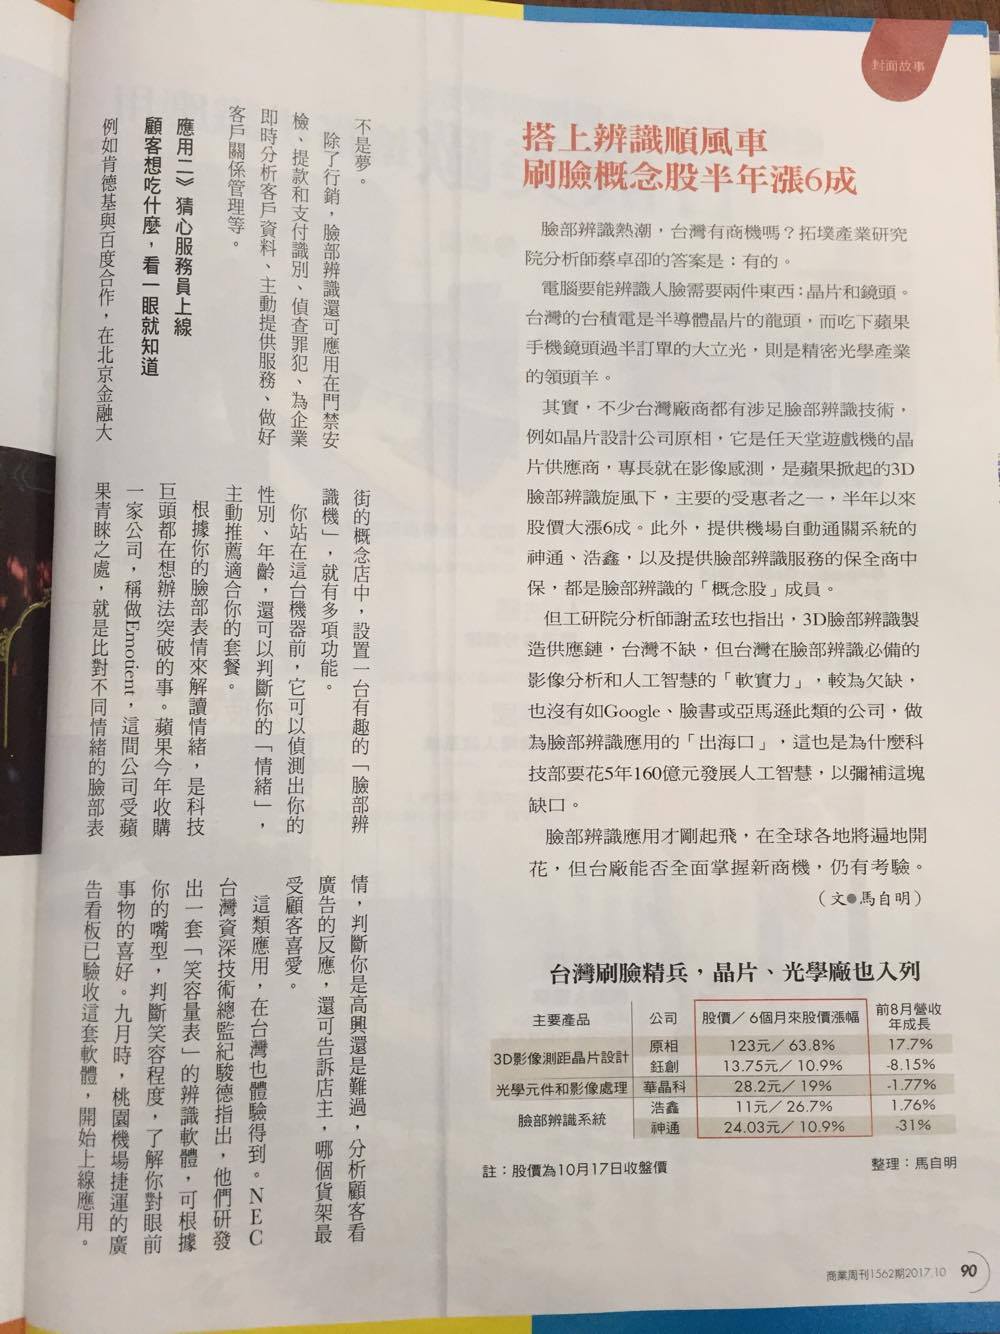 封面故事
搭上辨識順風車
刷臉概念股半年漲6成
臉部辨識熱潮，台灣有商機嗎？拓墣產業研究
院分析師蔡卓卲的答案是：有的。
電腦要能辨識人臉需要兩件東西：晶片和鏡頭。
台灣的台積電是半導體晶片的龍頭，而吃下蘋果
手機鏡頭過半訂單的大立光，則是精密光學產業
的領頭羊。
其實，不少台灣廠商都有涉足臉部辨識技術，
例如晶片設計公司原相，它是任天堂遊戲機的晶
片供應商，專長就在影像感測，是蘋果掀起的3D
臉部辨識旋風下，主要的受惠者之一，半年以來
股價大漲6成。此外，提供機場自動通關系統的
神通、浩鑫，以及提供臉部辨識服務的保全商中
保，都是臉部辨識的「概念股」成員。
但工研院分析師謝孟玹也指出，3D臉部辨識製
造供應鏈，台灣不缺，但台灣在臉部辨識必備的
影像分析和人工智慧的「軟實力」，較為欠缺，
也沒有如Google、臉書或亞馬遜此類的公司，做
為臉部辨識應用的「出海口」，這也是為什麼科
技部要花5年160億元發展人工智慧，以彌補這塊
缺口。
臉部辨識應用才剛起飛，在全球各地將遍地開
花，但台廠能否全面掌握新商機，仍有考驗。
（文●馬自明）
台灣刷臉精兵，晶片、光學廠也入列
主要產品 公司 股價／6個月來股價漲幅 前8月營收年成長
3D影像測距晶片設計 原相 123元／63.8% 17.7%
鈺創 13.75元／10.9% -8.15%
光學元件和影像處理 華晶科 28.2元／19% -1.77%
臉部辨識系統 浩鑫 11元／26.7% 1.76%
神通 24.03元／10.9% -31%
註：股價為10月17日收盤價
整理：馬自明
不是夢。
除了行銷，臉部辨識還可應用在門禁安
檢、提款和支付識別、偵查罪犯、為企業
即時分析客戶資料、主動提供服務、做好
客戶關係管理等。
應用二》猜心服務員上線
顧客想吃什麼，看一眼就知道
例如肯德基與百度合作，在北京金融大
街的概念店中，設置一台有趣的「臉部辨
識機」，就有多項功能。
你站在這台機器前，它可以偵測出你的
性別、年齡，還可以判斷你的「情緒」，
主動推薦適合你的套餐。
根據你的臉部表情來解讀情緒，是科技
巨頭都在想辦法突破的事。蘋果今年收購
一家公司，稱做Emotient，這間公司受蘋
果青睞之處，就是比對不同情緒的臉部表
情，判斷你是高興還是難過，分析顧客看
廣告的反應，還可告訴店主，哪個貨架最
受顧客喜愛。
這類應用，在台灣也體驗得到。NEC
台灣資深技術總監紀駿德指出，他們研發
出一套「笑容量表」的辨識軟體，可根據
你的嘴型，判斷笑容程度，了解你對眼前
事物的喜好。九月時，桃園機場捷運的廣
告看板已驗收這套軟體，開始上線應用。
商業周刊1562期2017.10 90